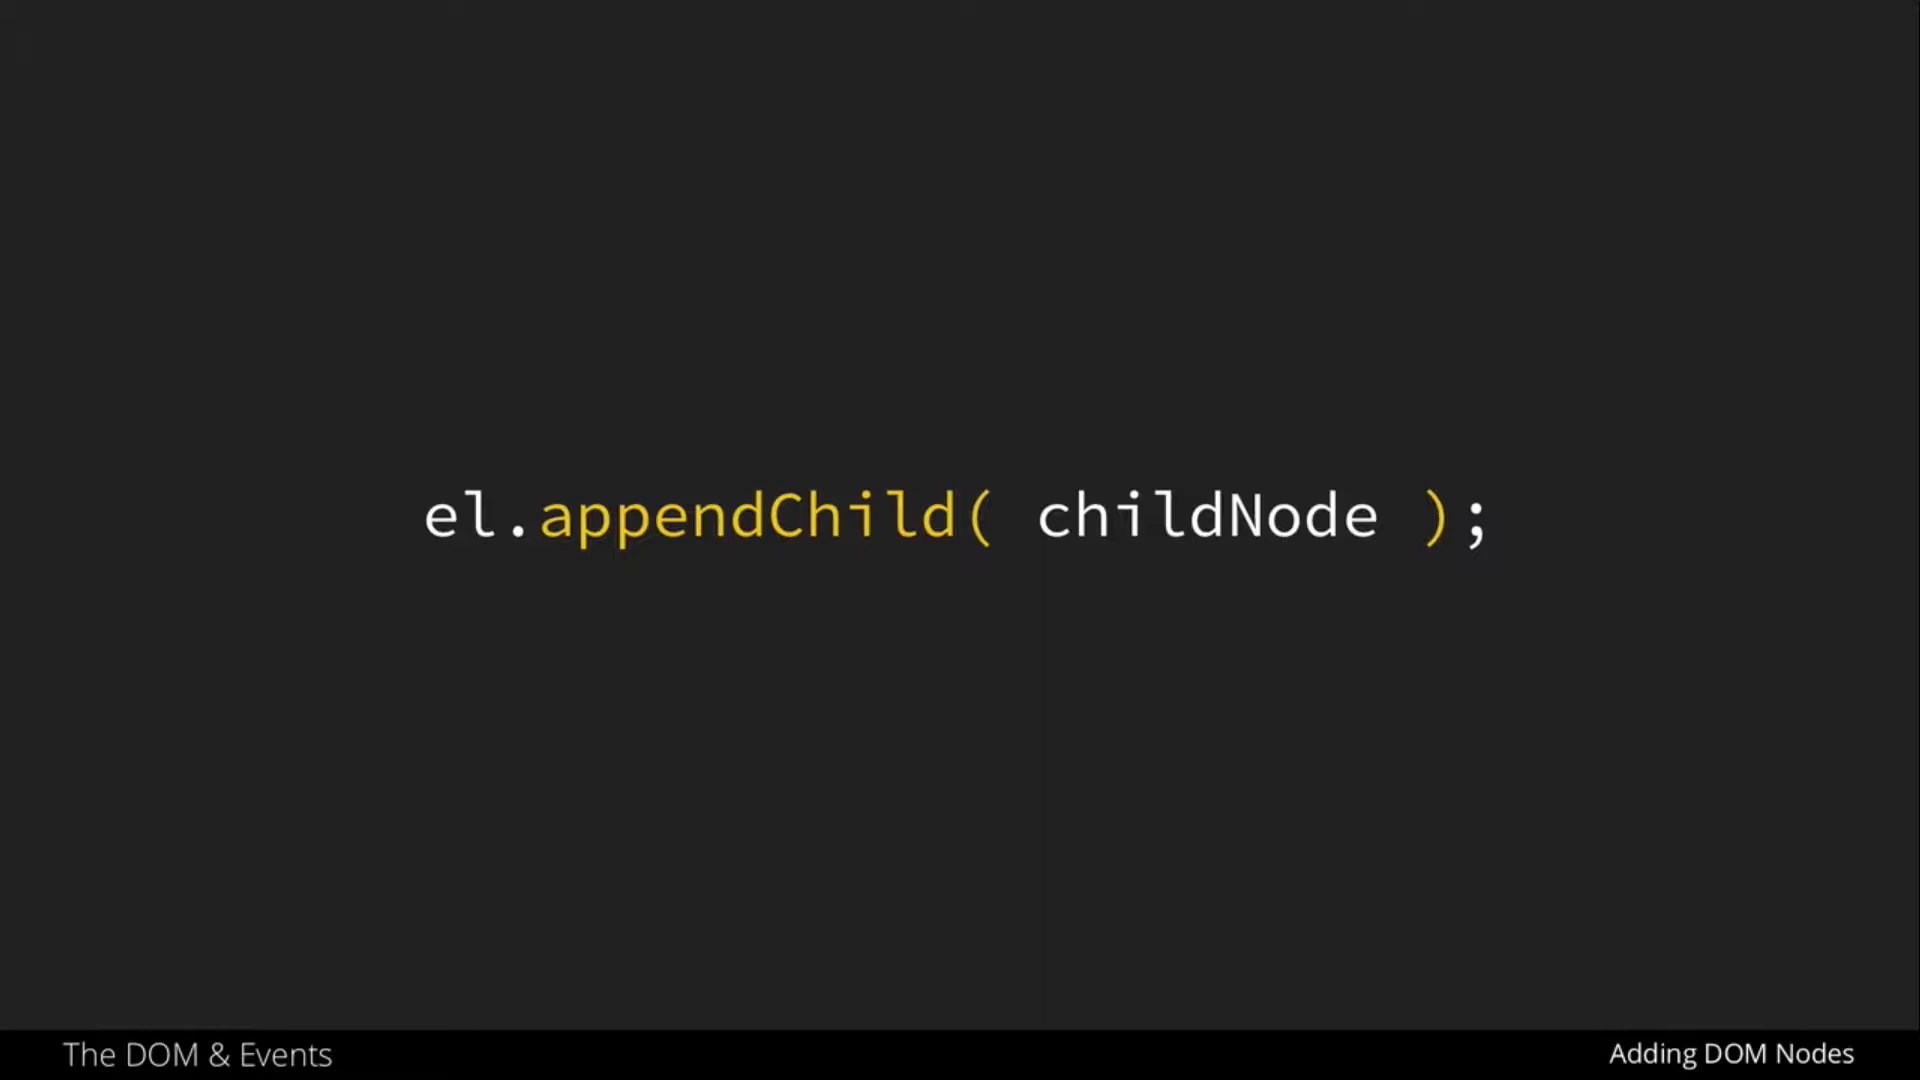 el.appendChild( childNode );
The DOM & Events
Adding DOM Nodes